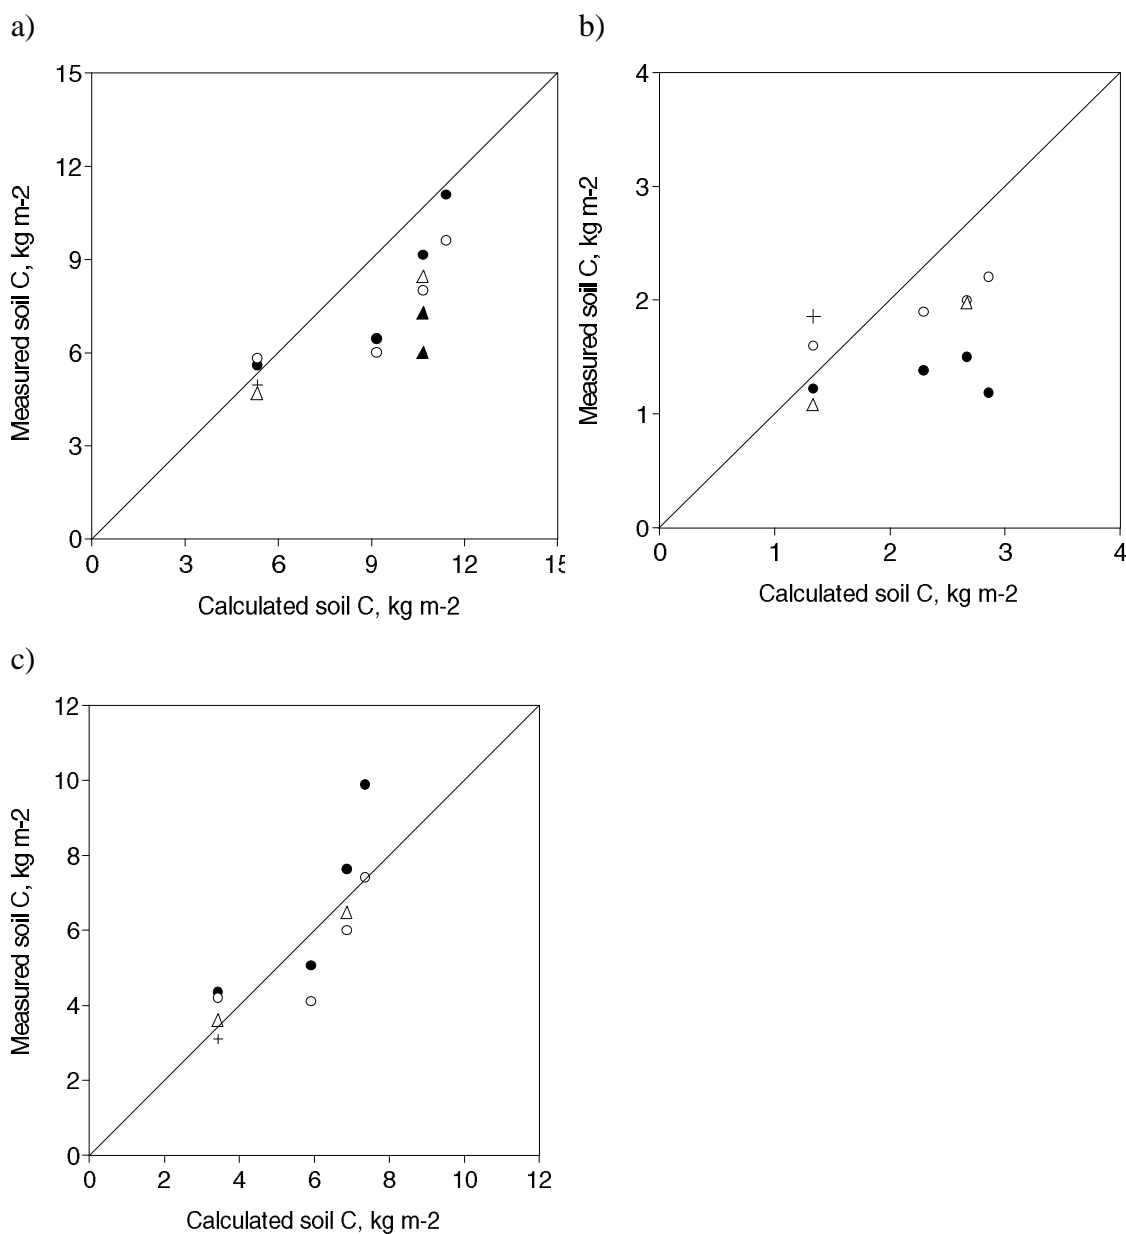 a)
15
12
9
6
3
0
0 3 6 9 12 15
Measured soil C, kg m-2
Calculated soil C, kg m-2
b)
4
3
2
1
0
0 1 2 3 4
Measured soil C, kg m-2
Calculated soil C, kg m-2
c)
12
10
8
6
4
2
0
0 2 4 6 8 10 12
Measured soil C, kg m-2
Calculated soil C, kg m-2